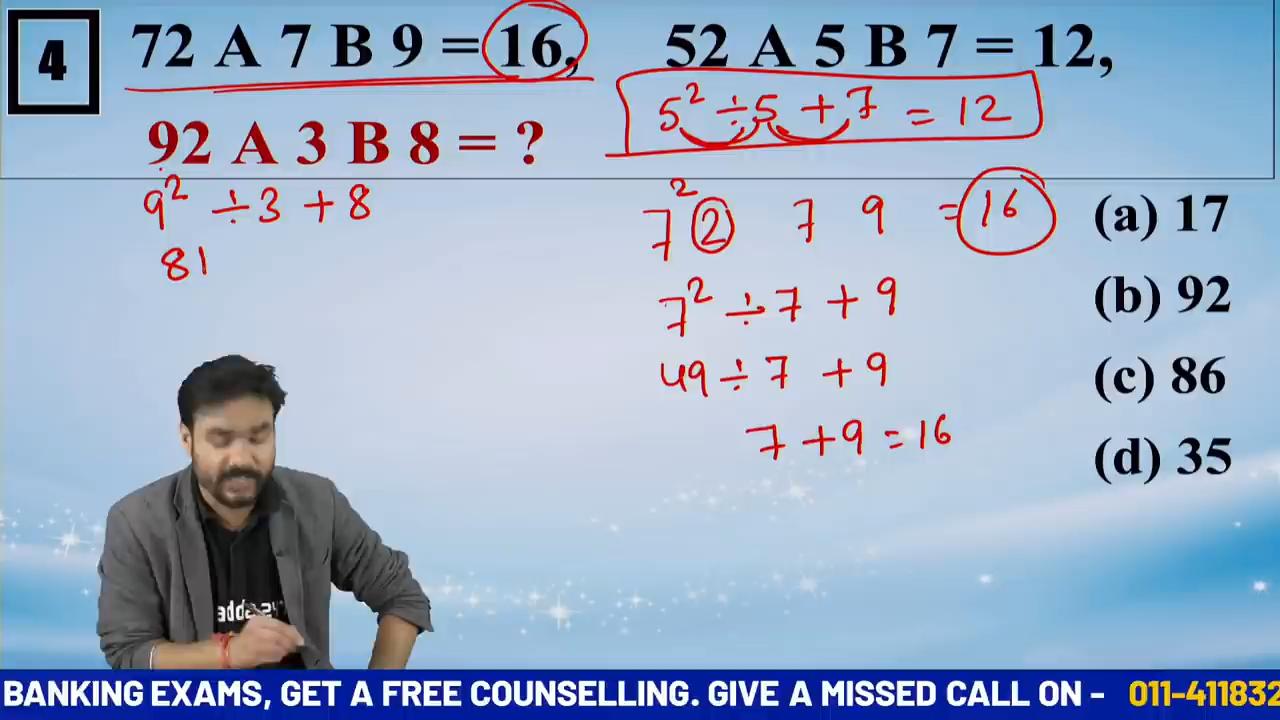 4
72 A 7 B 9 = 16, 52 A 5 B 7 = 12,
5² ÷ 5 + 7 = 12
92 A 3 B 8 = ?
9² ÷ 3 + 8
81
7² 2 7 9 = 16
7² ÷ 7 + 9
49 ÷ 7 + 9
7 + 9 = 16
(a) 17
(b) 92
(c) 86
(d) 35
BANKING EXAMS, GET A FREE COUNSELLING. GIVE A MISSED CALL ON - 011-411832